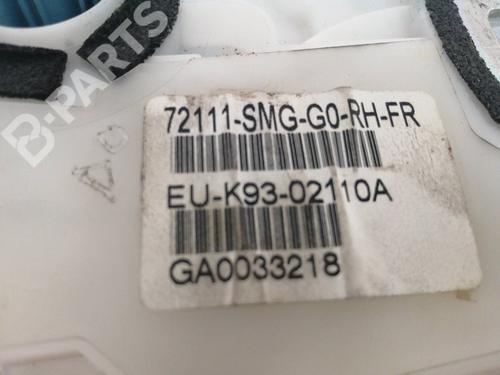 B-PARTS
72111-SMG-G0-RH-FR
EU-K93-02110A
GA0033218